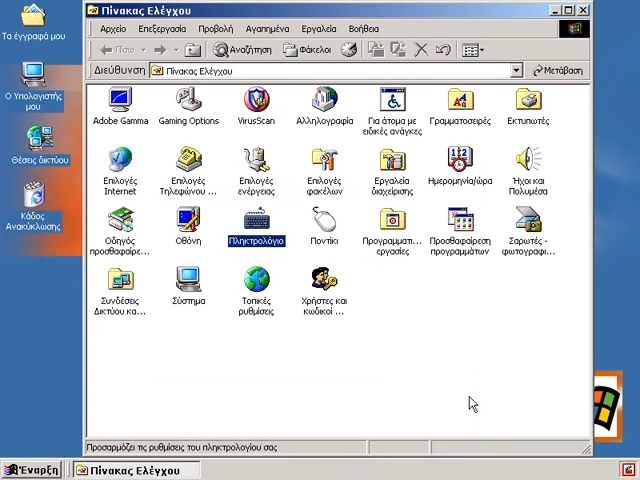 Τα έγγραφά μου
Ο Υπολογιστής
μου
Θέσεις δικτύου
Κάδος
Ανακύκλωσης
Πίνακας Ελέγχου
Αρχείο Επεξεργασία Προβολή Αγαπημένα Εργαλεία Βοήθεια
Πίσω Αναζήτηση Φάκελοι
Διεύθυνση Πίνακας Ελέγχου Μετάβαση
Adobe Gamma Gaming Options VirusScan Αλληλογραφία Για άτομα με Γραμματοσειρές Εκτυπωτές
ειδικές ανάγκες
Επιλογές Επιλογές Επιλογές Επιλογές Εργαλεία Ημερομηνία/ώρα Ήχοι και
Internet Τηλεφώνου ... ενέργειας φακέλων διαχείρισης Πολυμέσα
Οδηγός Οθόνη Πληκτρολόγιο Ποντίκι Προγραμματι... Προσθαφαίρεση Σαρωτές -
προσθαφαίρε... εργασίες προγραμμάτων φωτογραφι...
Συνδέσεις Σύστημα Τοπικές Χρήστες και
Δικτύου κα... ρυθμίσεις κωδικοί ...
Προσαρμόζει τις ρυθμίσεις του πληκτρολογίου σας
Έναρξη Πίνακας Ελέγχου